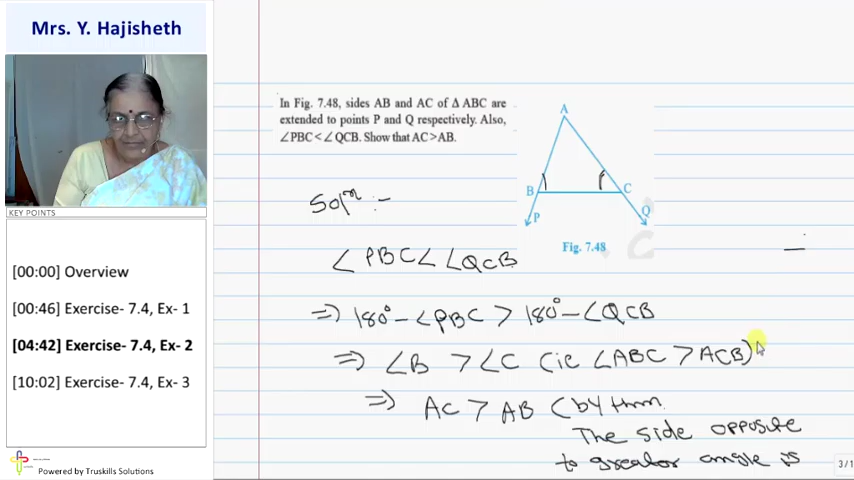 Mrs. Y. Hajisheth
KEY POINTS
[00:00] Overview
[00:46] Exercise- 7.4, Ex- 1
[04:42] Exercise- 7.4, Ex- 2
[10:02] Exercise- 7.4, Ex- 3
Powered by Truskills Solutions
In Fig. 7.48, sides AB and AC of Δ ABC are
extended to points P and Q respectively. Also,
∠PBC < ∠ QCB. Show that AC > AB.
A
B
C
P
Q
Fig. 7.48
Solⁿ :-
∠PBC < ∠QCB
⇒ 180° - ∠PBC > 180° - ∠QCB
⇒ ∠B > ∠C (ie ∠ABC > ACB)
⇒ AC > AB (by thm.
The side opposite
to greater angle is
3/1